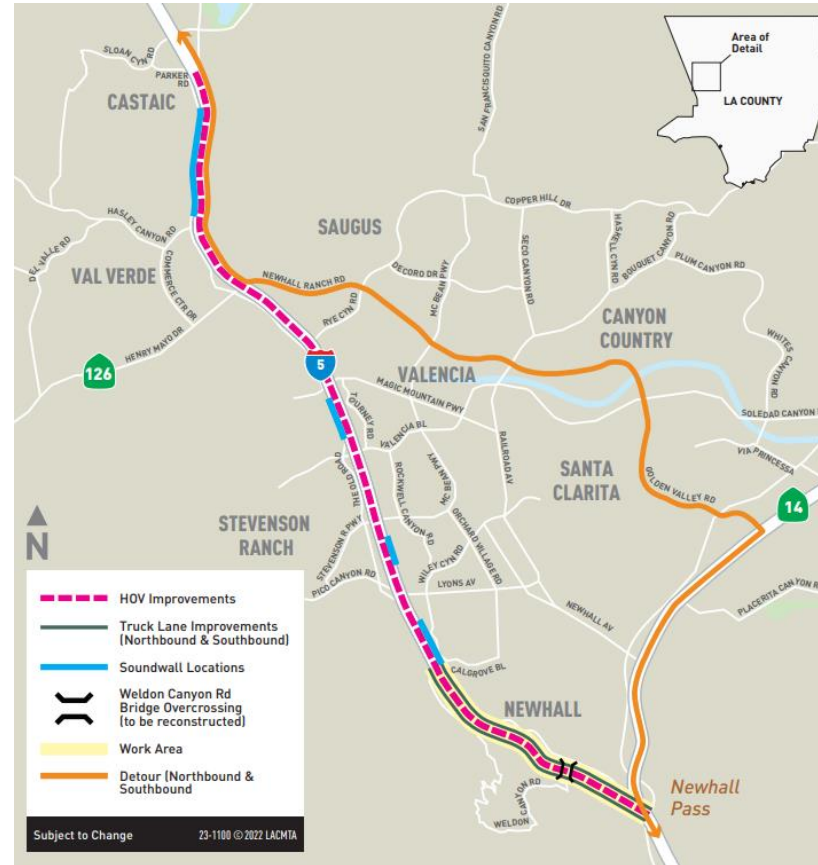 SLOAN CYN RD
PARKER
RD
CASTAIC
SAN FRANCISQUITO CANYON RD
Area of
Detail
LA COUNTY
HASLEY CANYON RD
DEL VALLE RD
VAL VERDE
COMMERCE CTR DR
HENRY MAYO DR
126
SAUGUS
NEWHALL RANCH RD
DECORO DR
MC BEAN PWY
RYE CYN RD
COPPER HILL DR
SECO CANYON RD
HASKELL CYN RD
BOUQUET CANYON RD
PLUM CANYON RD
CANYON
COUNTRY
WHITES
CANYON RD
5
VALENCIA
MAGIC MOUNTAIN PWY
TOURNEY RD
VALENCIA BL
THE OLD ROAD
ROCKWELL CANYON RD
MC BEAN PWY
RAILROAD AV
SOLEDAD CANYON
VIA PRINCESSA
SANTA
CLARITA
GOLDEN VALLEY RD
14
N
STEVENSON
RANCH
STEVENSON R PWY
PICO CANYON RD
WILEY CYN RD
ORCHARD VILLAGE RD
LYONS AV
NEWHALL AV
PLACERITA CANYON R
CALGROVE BL
NEWHALL
WELDON
CANYON RD
Newhall
Pass
HOV Improvements
Truck Lane Improvements
(Northbound & Southbound)
Soundwall Locations
Weldon Canyon Rd
Bridge Overcrossing
(to be reconstructed)
Work Area
Detour (Northbound &
Southbound
Subject to Change
23-1100 © 2022 LACMTA